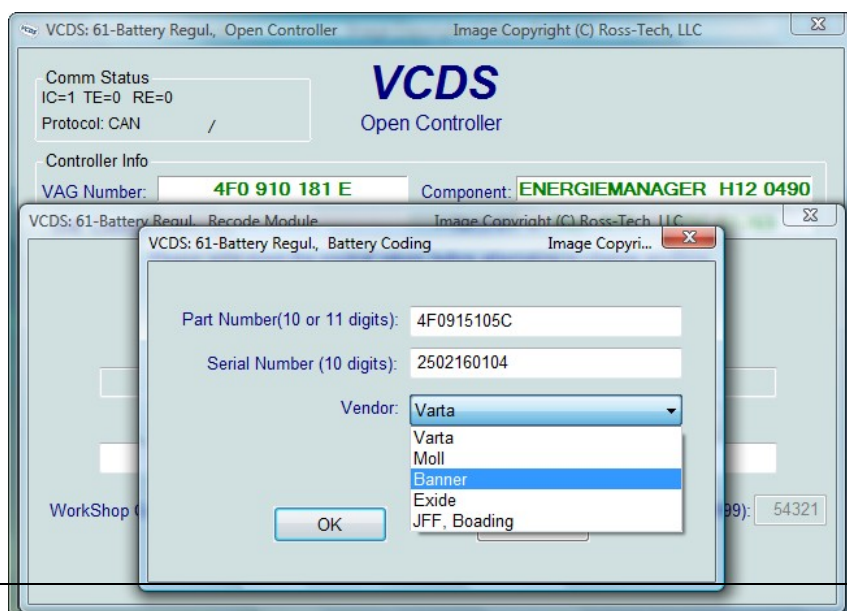 VCDS: 61-Battery Regul., Open Controller Image Copyright (C) Ross-Tech, LLC
Comm Status
IC=1 TE=0 RE=0
Protocol: CAN /
VCDS
Open Controller
Controller Info
VAG Number: 4F0 910 181 E Component: ENERGIEMANAGER H12 0490
VCDS: 61-Battery Regul., Recode Module Image Copyright (C) Ross-Tech, LLC
VCDS: 61-Battery Regul., Battery Coding Image Copyri...
Part Number(10 or 11 digits): 4F0915105C
Serial Number (10 digits): 2502160104
Vendor: Varta
Varta
Moll
Banner
Exide
JFF, Boading
OK
WorkShop 99): 54321